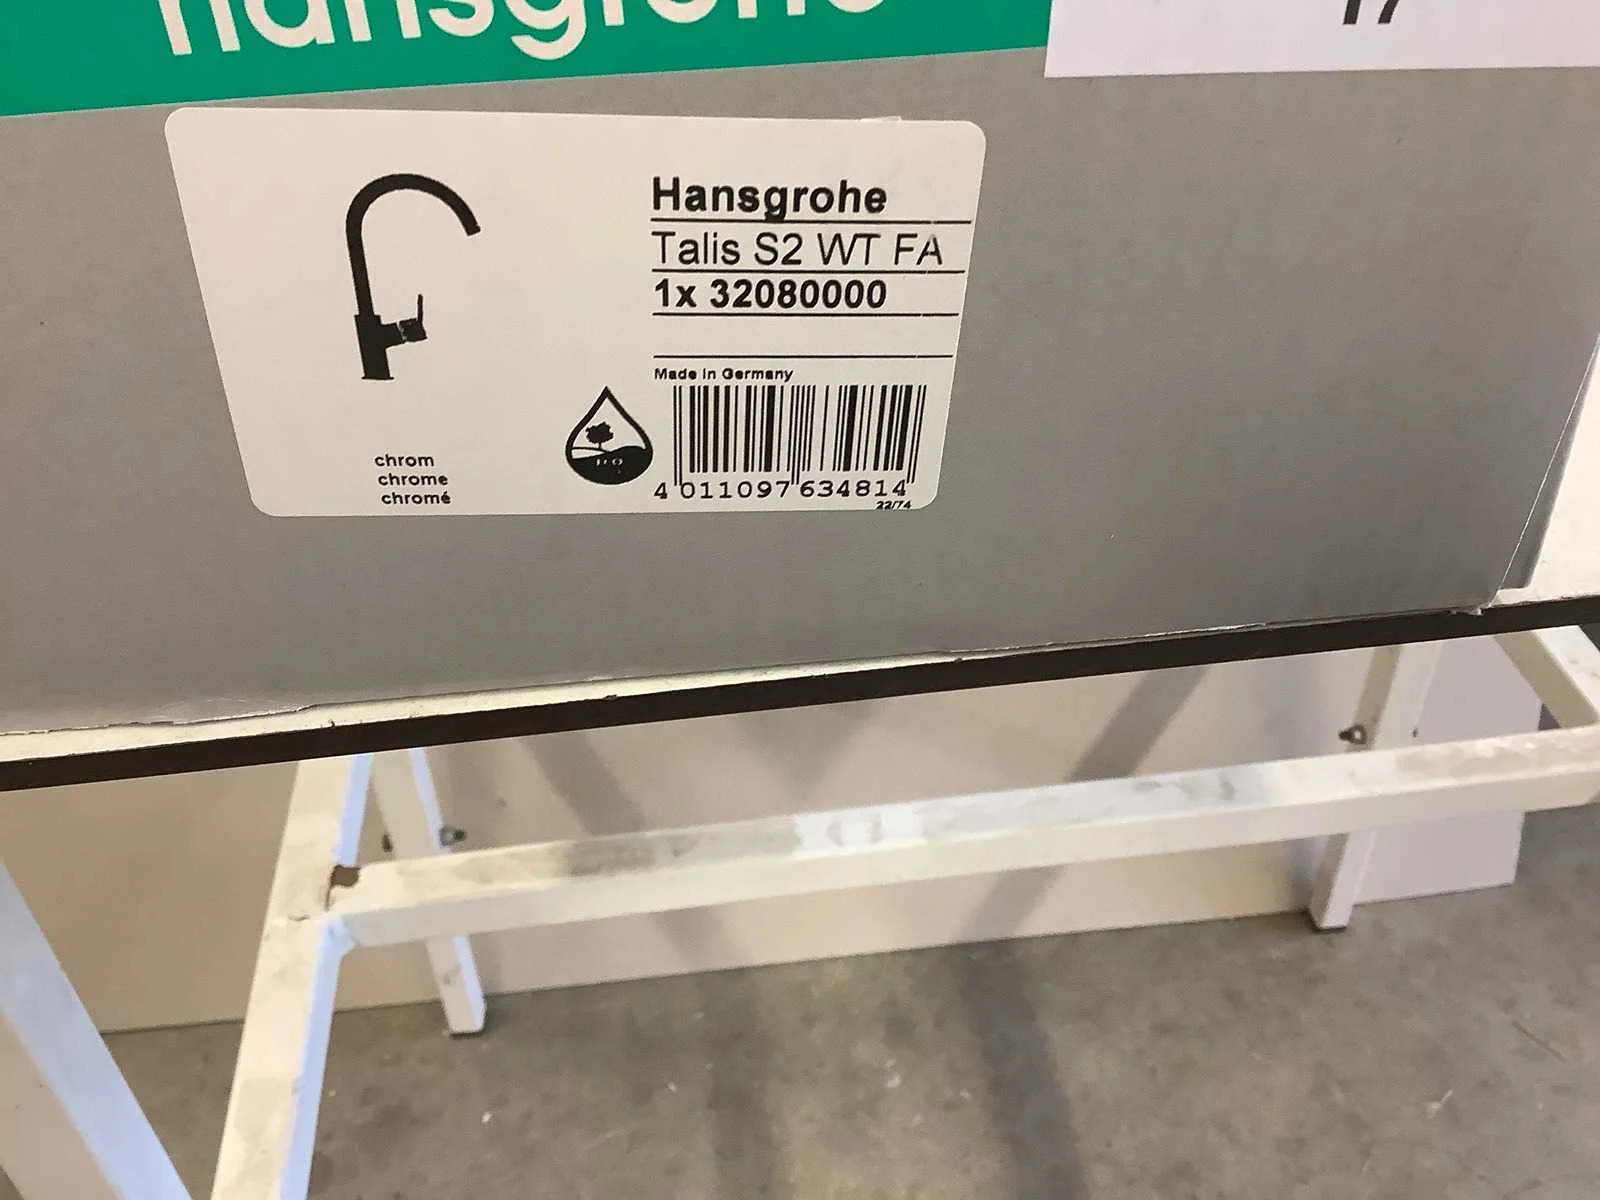 hansgrohe
17
Hansgrohe
Talis S2 WT FA
1x 32080000
Made in Germany
chrom
chrome
chromé
4 011097 634814
22/74